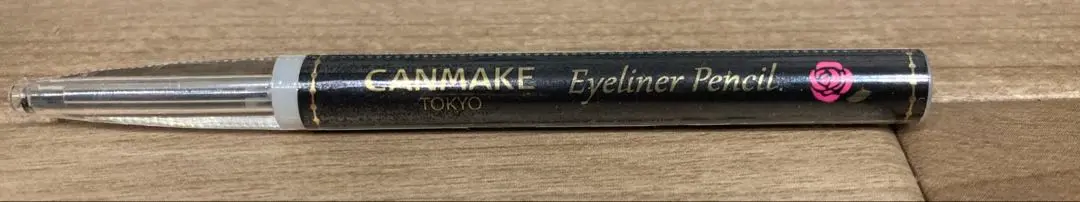 CANMAKE
TOKYO
Eyeliner Pencil